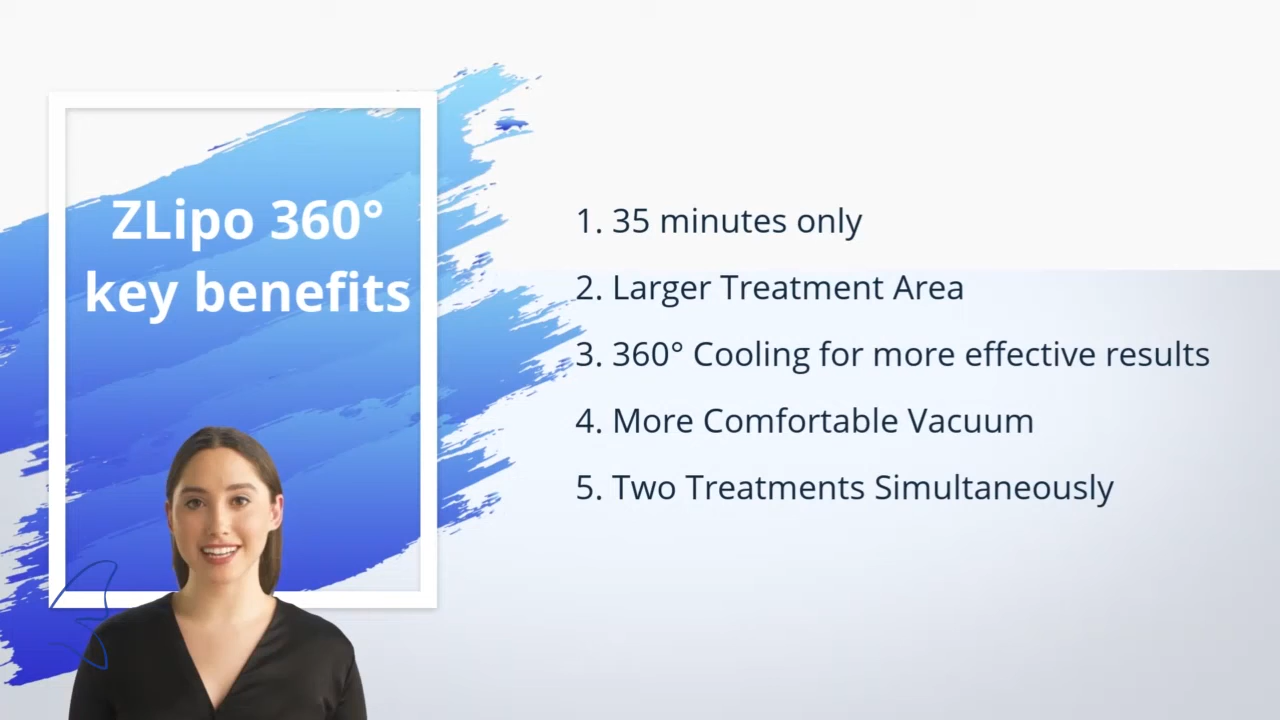 ZLipo 360°
key benefits
1. 35 minutes only
2. Larger Treatment Area
3. 360° Cooling for more effective results
4. More Comfortable Vacuum
5. Two Treatments Simultaneously